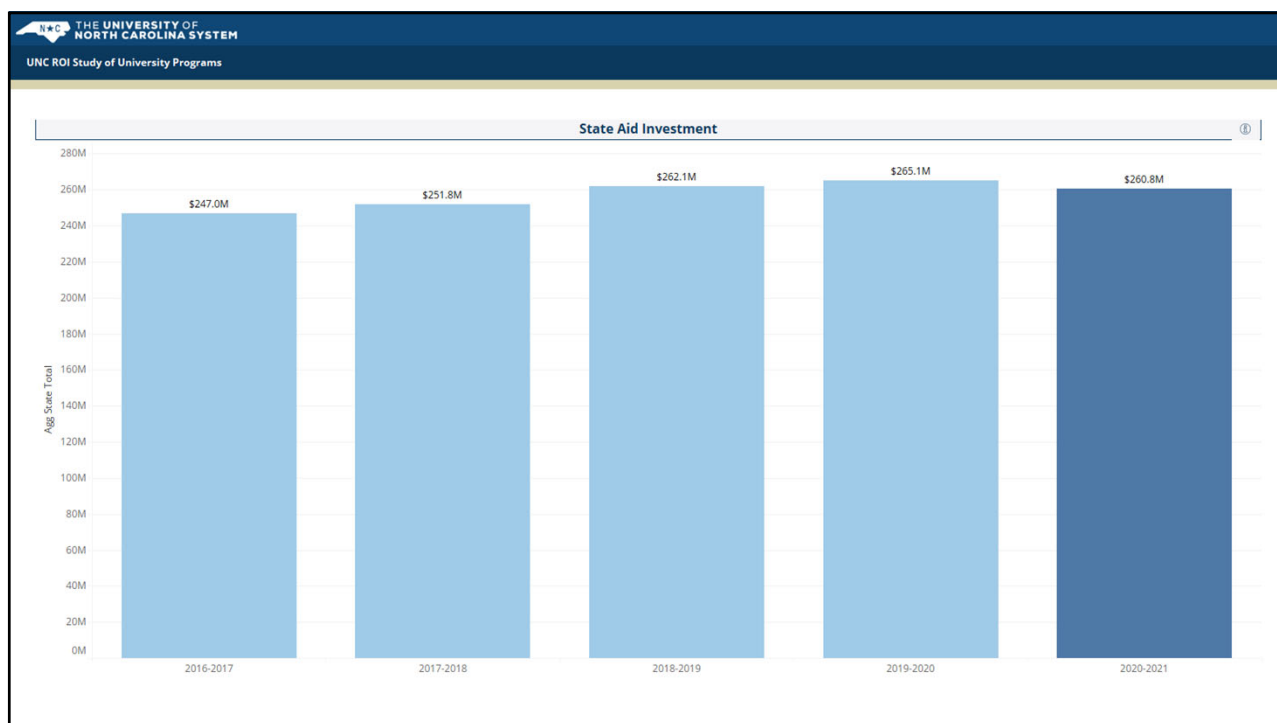 N★C
THE UNIVERSITY OF
NORTH CAROLINA SYSTEM
UNC ROI Study of University Programs
State Aid Investment
280M
260M
240M
220M
200M
180M
160M
140M
120M
100M
80M
60M
40M
20M
0M
Agg State Total
$247.0M
$251.8M
$262.1M
$265.1M
$260.8M
2016-2017
2017-2018
2018-2019
2019-2020
2020-2021